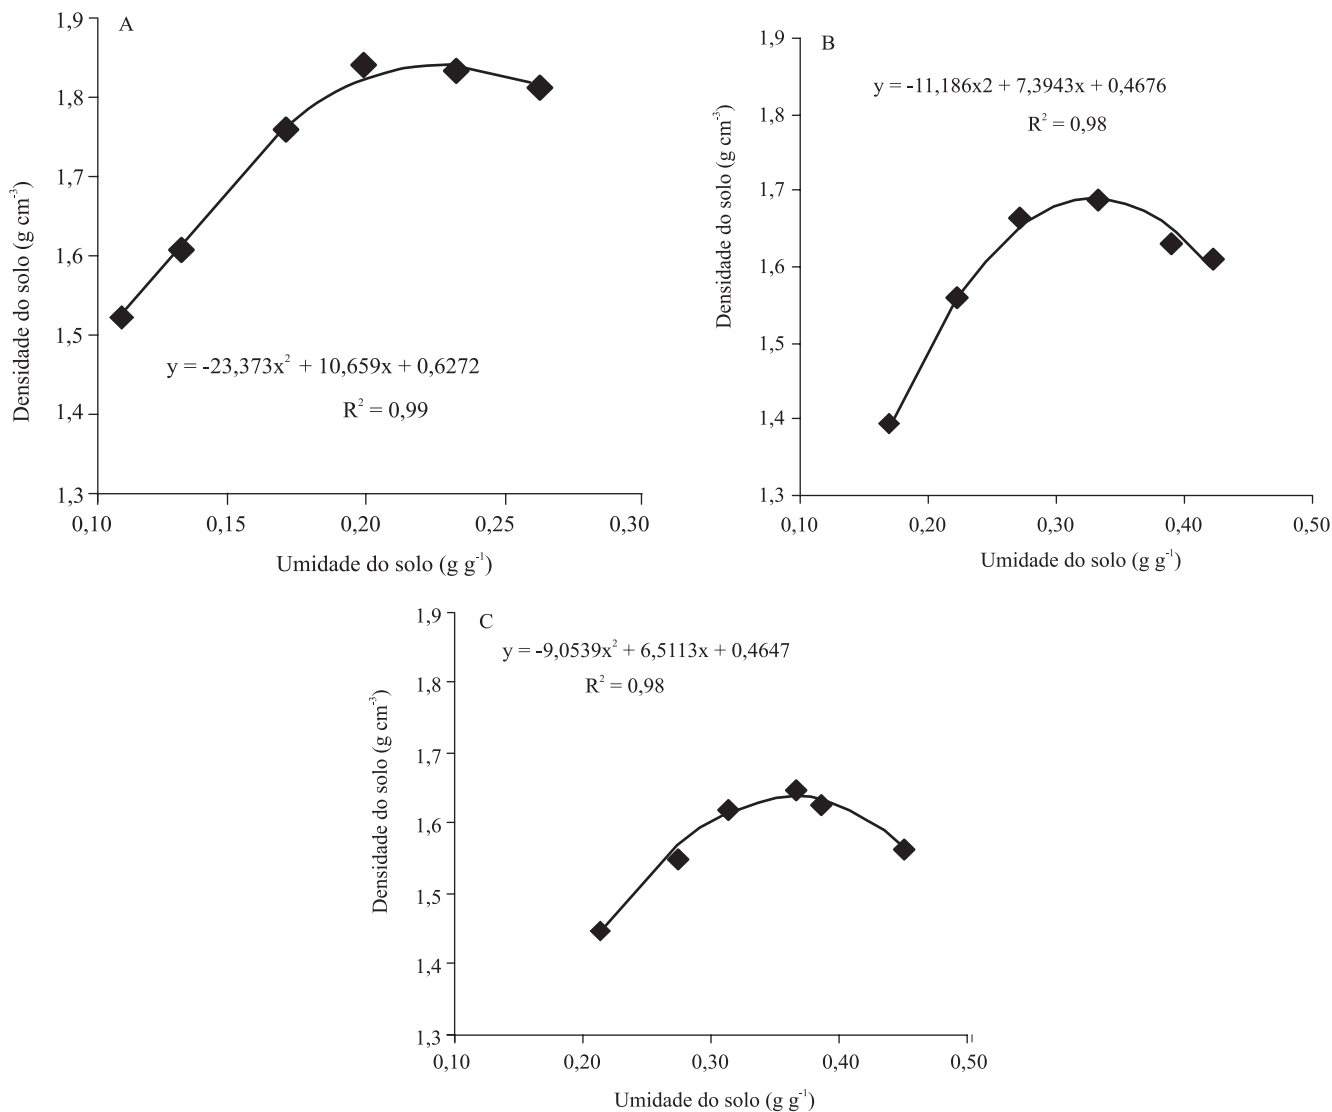 A
1,9
1,8
1,7
1,6
1,5
1,4
1,3
Densidade do solo (g cm⁻³)
y = -23,373x² + 10,659x + 0,6272
R² = 0,99
0,10 0,15 0,20 0,25 0,30
Umidade do solo (g g⁻¹)
B
1,9
1,8
1,7
1,6
1,5
1,4
1,3
Densidade do solo (g cm⁻³)
y = -11,186x2 + 7,3943x + 0,4676
R² = 0,98
0,10 0,20 0,30 0,40 0,50
Umidade do solo (g g⁻¹)
C
1,9
1,8
1,7
1,6
1,5
1,4
1,3
Densidade do solo (g cm⁻³)
y = -9,0539x² + 6,5113x + 0,4647
R² = 0,98
0,10 0,20 0,30 0,40 0,50
Umidade do solo (g g⁻¹)